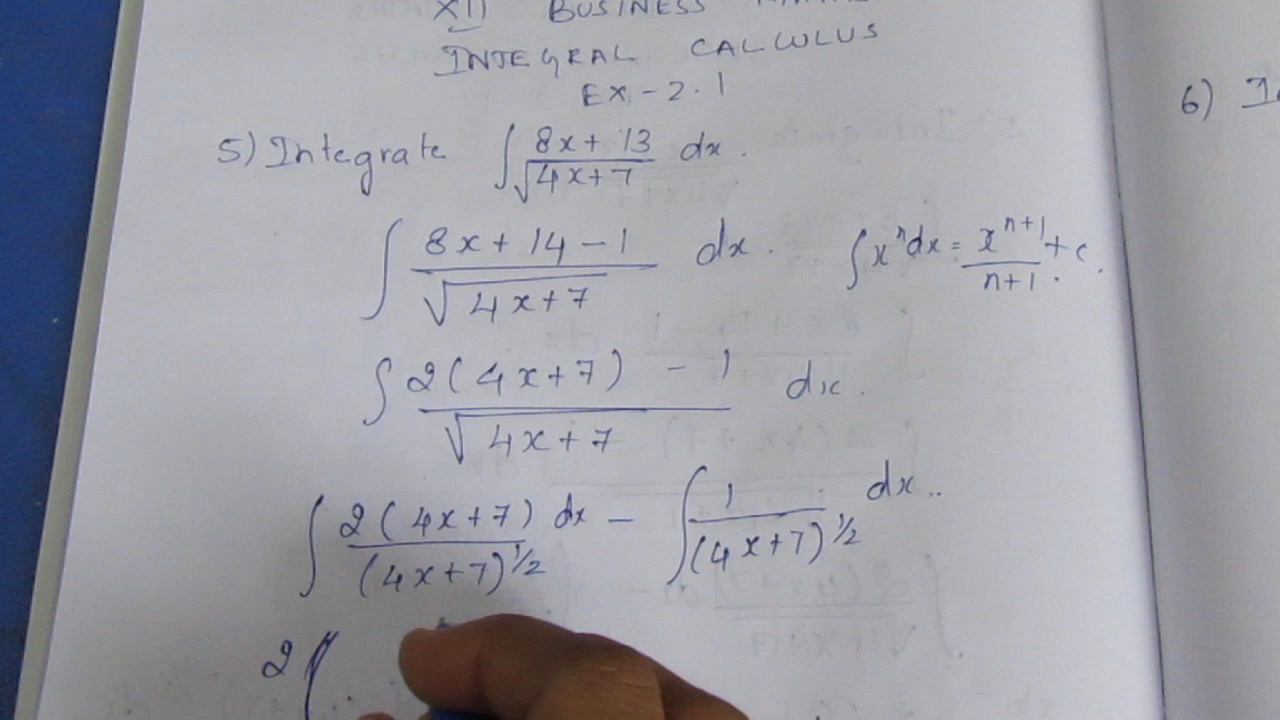 XII BUSINESS
INTEGRAL CALCULUS
EX-2.1
5) Integrate ∫ (8x+13)/√(4x+7) dx.
∫ (8x+14-1)/√(4x+7) dx. ∫xⁿdx = xⁿ⁺¹/(n+1) + c.
∫ (2(4x+7) - 1)/√(4x+7) dx.
∫ 2(4x+7)/(4x+7)^1/2 dx - ∫ 1/(4x+7)^1/2 dx..
2∫
6)